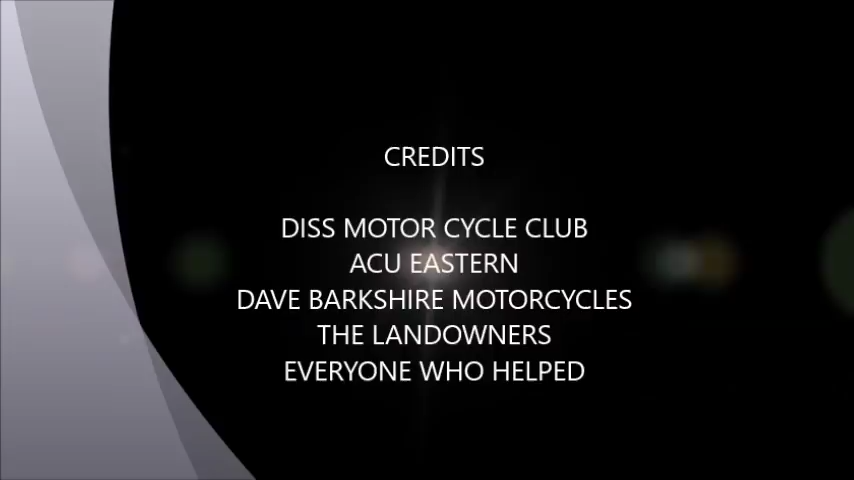 CREDITS
DISS MOTOR CYCLE CLUB
ACU EASTERN
DAVE BARKSHIRE MOTORCYCLES
THE LANDOWNERS
EVERYONE WHO HELPED